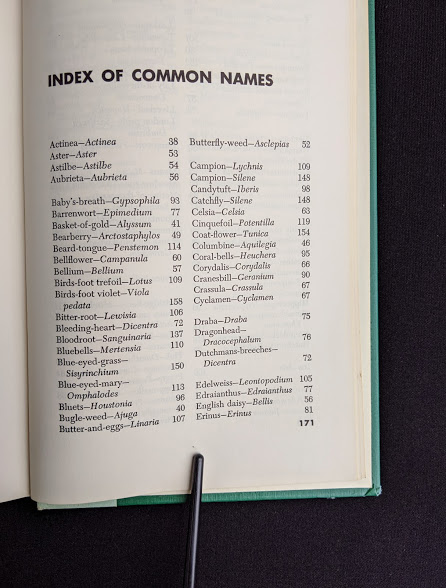 INDEX OF COMMON NAMES
Actinea—Actinea 38
Aster—Aster 53
Astilbe—Astilbe 54
Aubrieta—Aubrieta 56
Baby's-breath—Gypsophila 93
Barrenwort—Epimedium 77
Basket-of-gold—Alyssum 41
Bearberry—Arctostaphylos 49
Beard-tongue—Penstemon 114
Bellflower—Campanula 60
Bellium—Bellium 57
Birds-foot trefoil—Lotus 109
Birds-foot violet—Viola
pedata 158
Bitter-root—Lewisia 106
Bleeding-heart—Dicentra 72
Bloodroot—Sanguinaria 137
Bluebells—Mertensia 110
Blue-eyed-grass—
Sisyrinchium 150
Blue-eyed-mary—
Omphalodes 113
Bluets—Houstonia 96
Bugle-weed—Ajuga 40
Butter-and-eggs—Linaria 107
Butterfly-weed—Asclepias 52
Campion—Lychnis 109
Campion—Silene 148
Candytuft—Iberis 98
Catchfly—Silene 148
Celsia—Celsia 63
Cinquefoil—Potentilla 119
Coat-flower—Tunica 154
Columbine—Aquilegia 46
Coral-bells—Heuchera 95
Corydalis—Corydalis 66
Cranesbill—Geranium 90
Crassula—Crassula 67
Cyclamen—Cyclamen 67
Draba—Draba 75
Dragonhead—
Dracocephalum 76
Dutchmans-breeches—
Dicentra 72
Edelweiss—Leontopodium 105
Edraianthus—Edraianthus 77
English daisy—Bellis 56
Erinus—Erinus 81
171